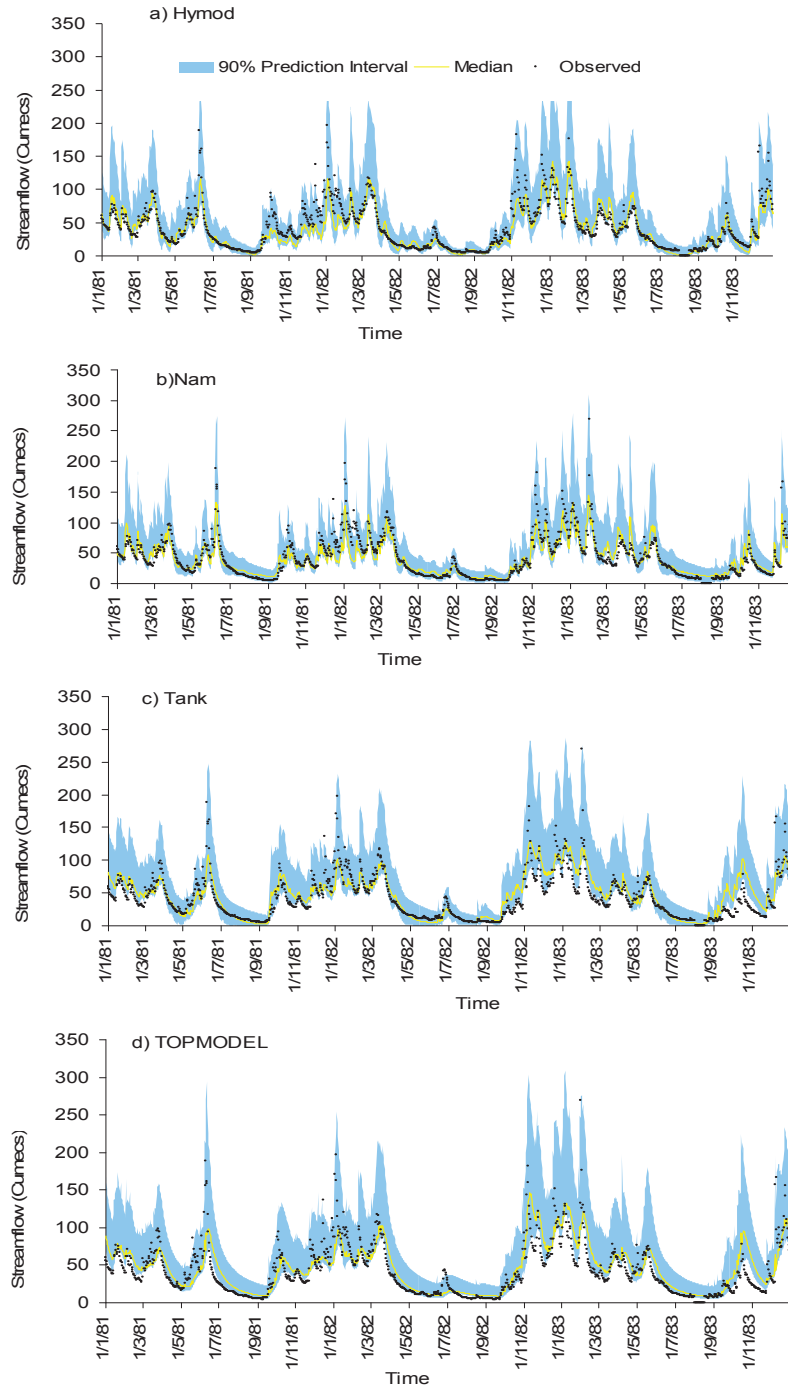 a) Hymod
350
300
250
200
150
100
50
0
90% Prediction Interval Median Observed
Streamflow (Cumecs)
1/1/81 1/3/81 1/5/81 1/7/81 1/9/81 1/11/81 1/1/82 1/3/82 1/5/82 1/7/82 1/9/82 1/11/82 1/1/83 1/3/83 1/5/83 1/7/83 1/9/83 1/11/83
Time
b)Nam
350
300
250
200
150
100
50
0
Streamflow (Cumecs)
1/1/81 1/3/81 1/5/81 1/7/81 1/9/81 1/11/81 1/1/82 1/3/82 1/5/82 1/7/82 1/9/82 1/11/82 1/1/83 1/3/83 1/5/83 1/7/83 1/9/83 1/11/83
Time
c) Tank
350
300
250
200
150
100
50
0
Streamflow (Cumecs)
1/1/81 1/3/81 1/5/81 1/7/81 1/9/81 1/11/81 1/1/82 1/3/82 1/5/82 1/7/82 1/9/82 1/11/82 1/1/83 1/3/83 1/5/83 1/7/83 1/9/83 1/11/83
Time
d) TOPMODEL
350
300
250
200
150
100
50
0
Streamflow (Cumecs)
1/1/81 1/3/81 1/5/81 1/7/81 1/9/81 1/11/81 1/1/82 1/3/82 1/5/82 1/7/82 1/9/82 1/11/82 1/1/83 1/3/83 1/5/83 1/7/83 1/9/83 1/11/83
Time